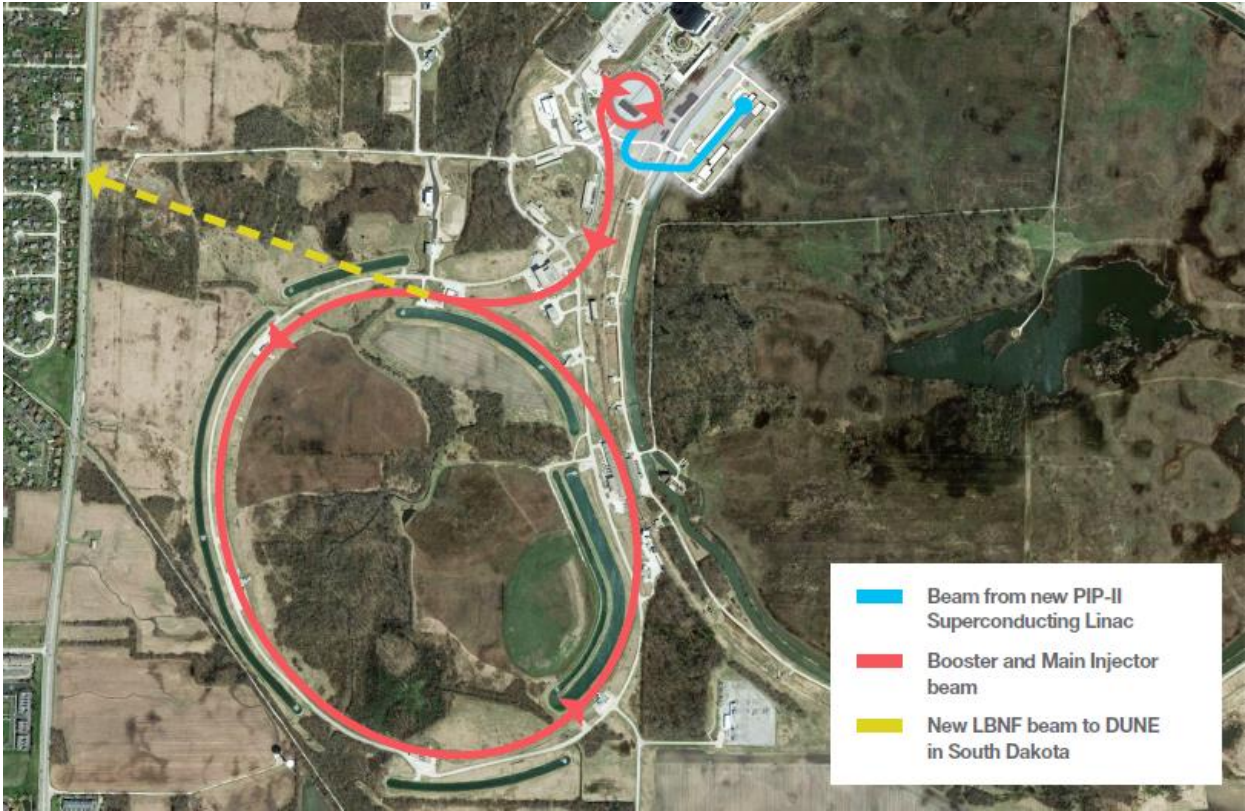 Beam from new PIP-II
Superconducting Linac
Booster and Main Injector
beam
New LBNF beam to DUNE
in South Dakota